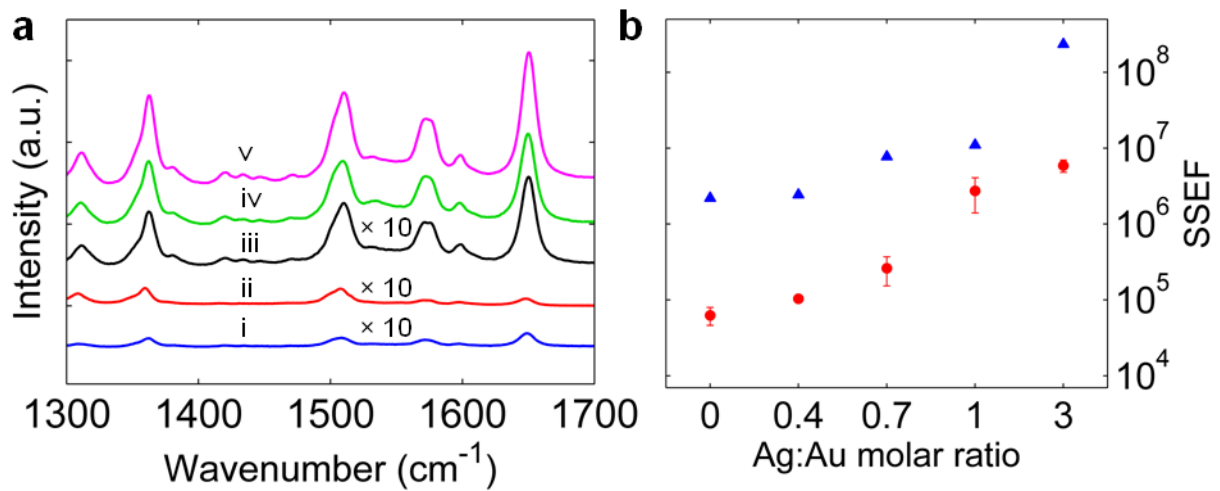 a
Intensity (a.u.)
v
iv
iii
× 10
ii
× 10
i
× 10
1300
1400
1500
1600
1700
Wavenumber (cm⁻¹)
b
10⁸
10⁷
10⁶
10⁵
10⁴
SSEF
0
0.4
0.7
1
3
Ag:Au molar ratio